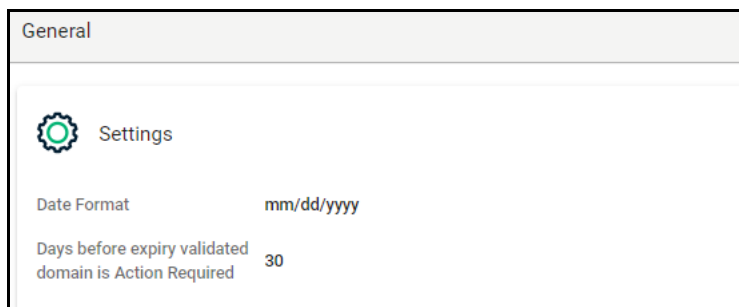 General
Settings
Date Format
mm/dd/yyyy
Days before expiry validated
domain is Action Required
30